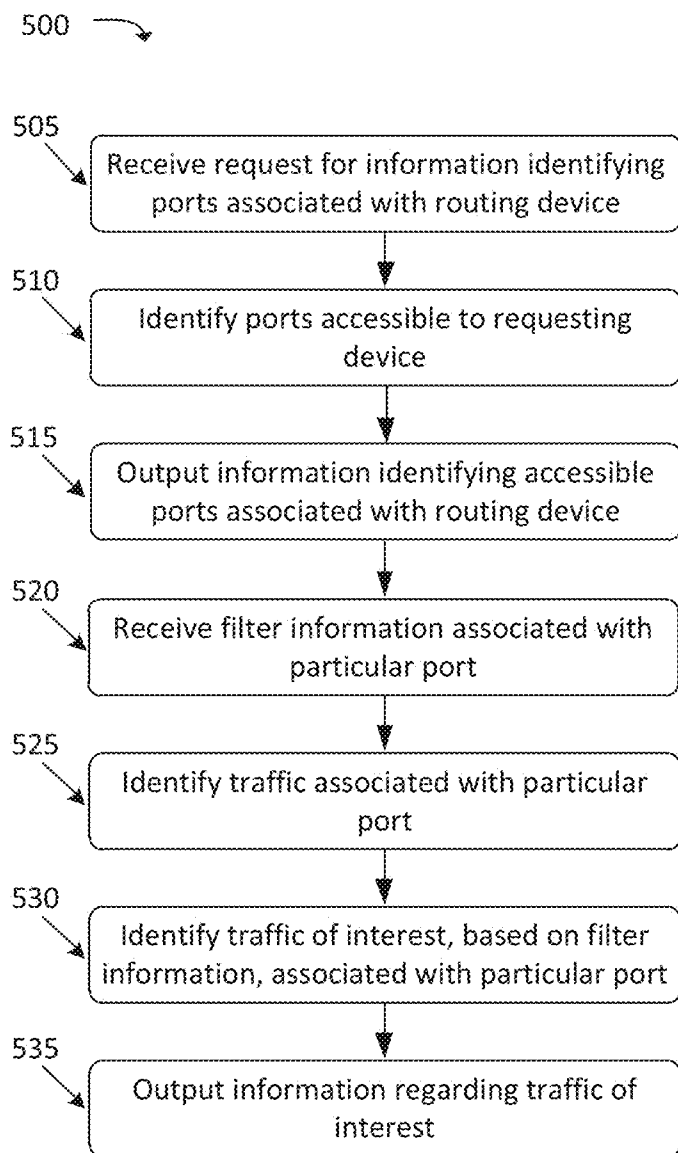 500
505
Receive request for information identifying
ports associated with routing device
510
Identify ports accessible to requesting
device
515
Output information identifying accessible
ports associated with routing device
520
Receive filter information associated with
particular port
525
Identify traffic associated with particular
port
530
Identify traffic of interest, based on filter
information, associated with particular port
535
Output information regarding traffic of
interest